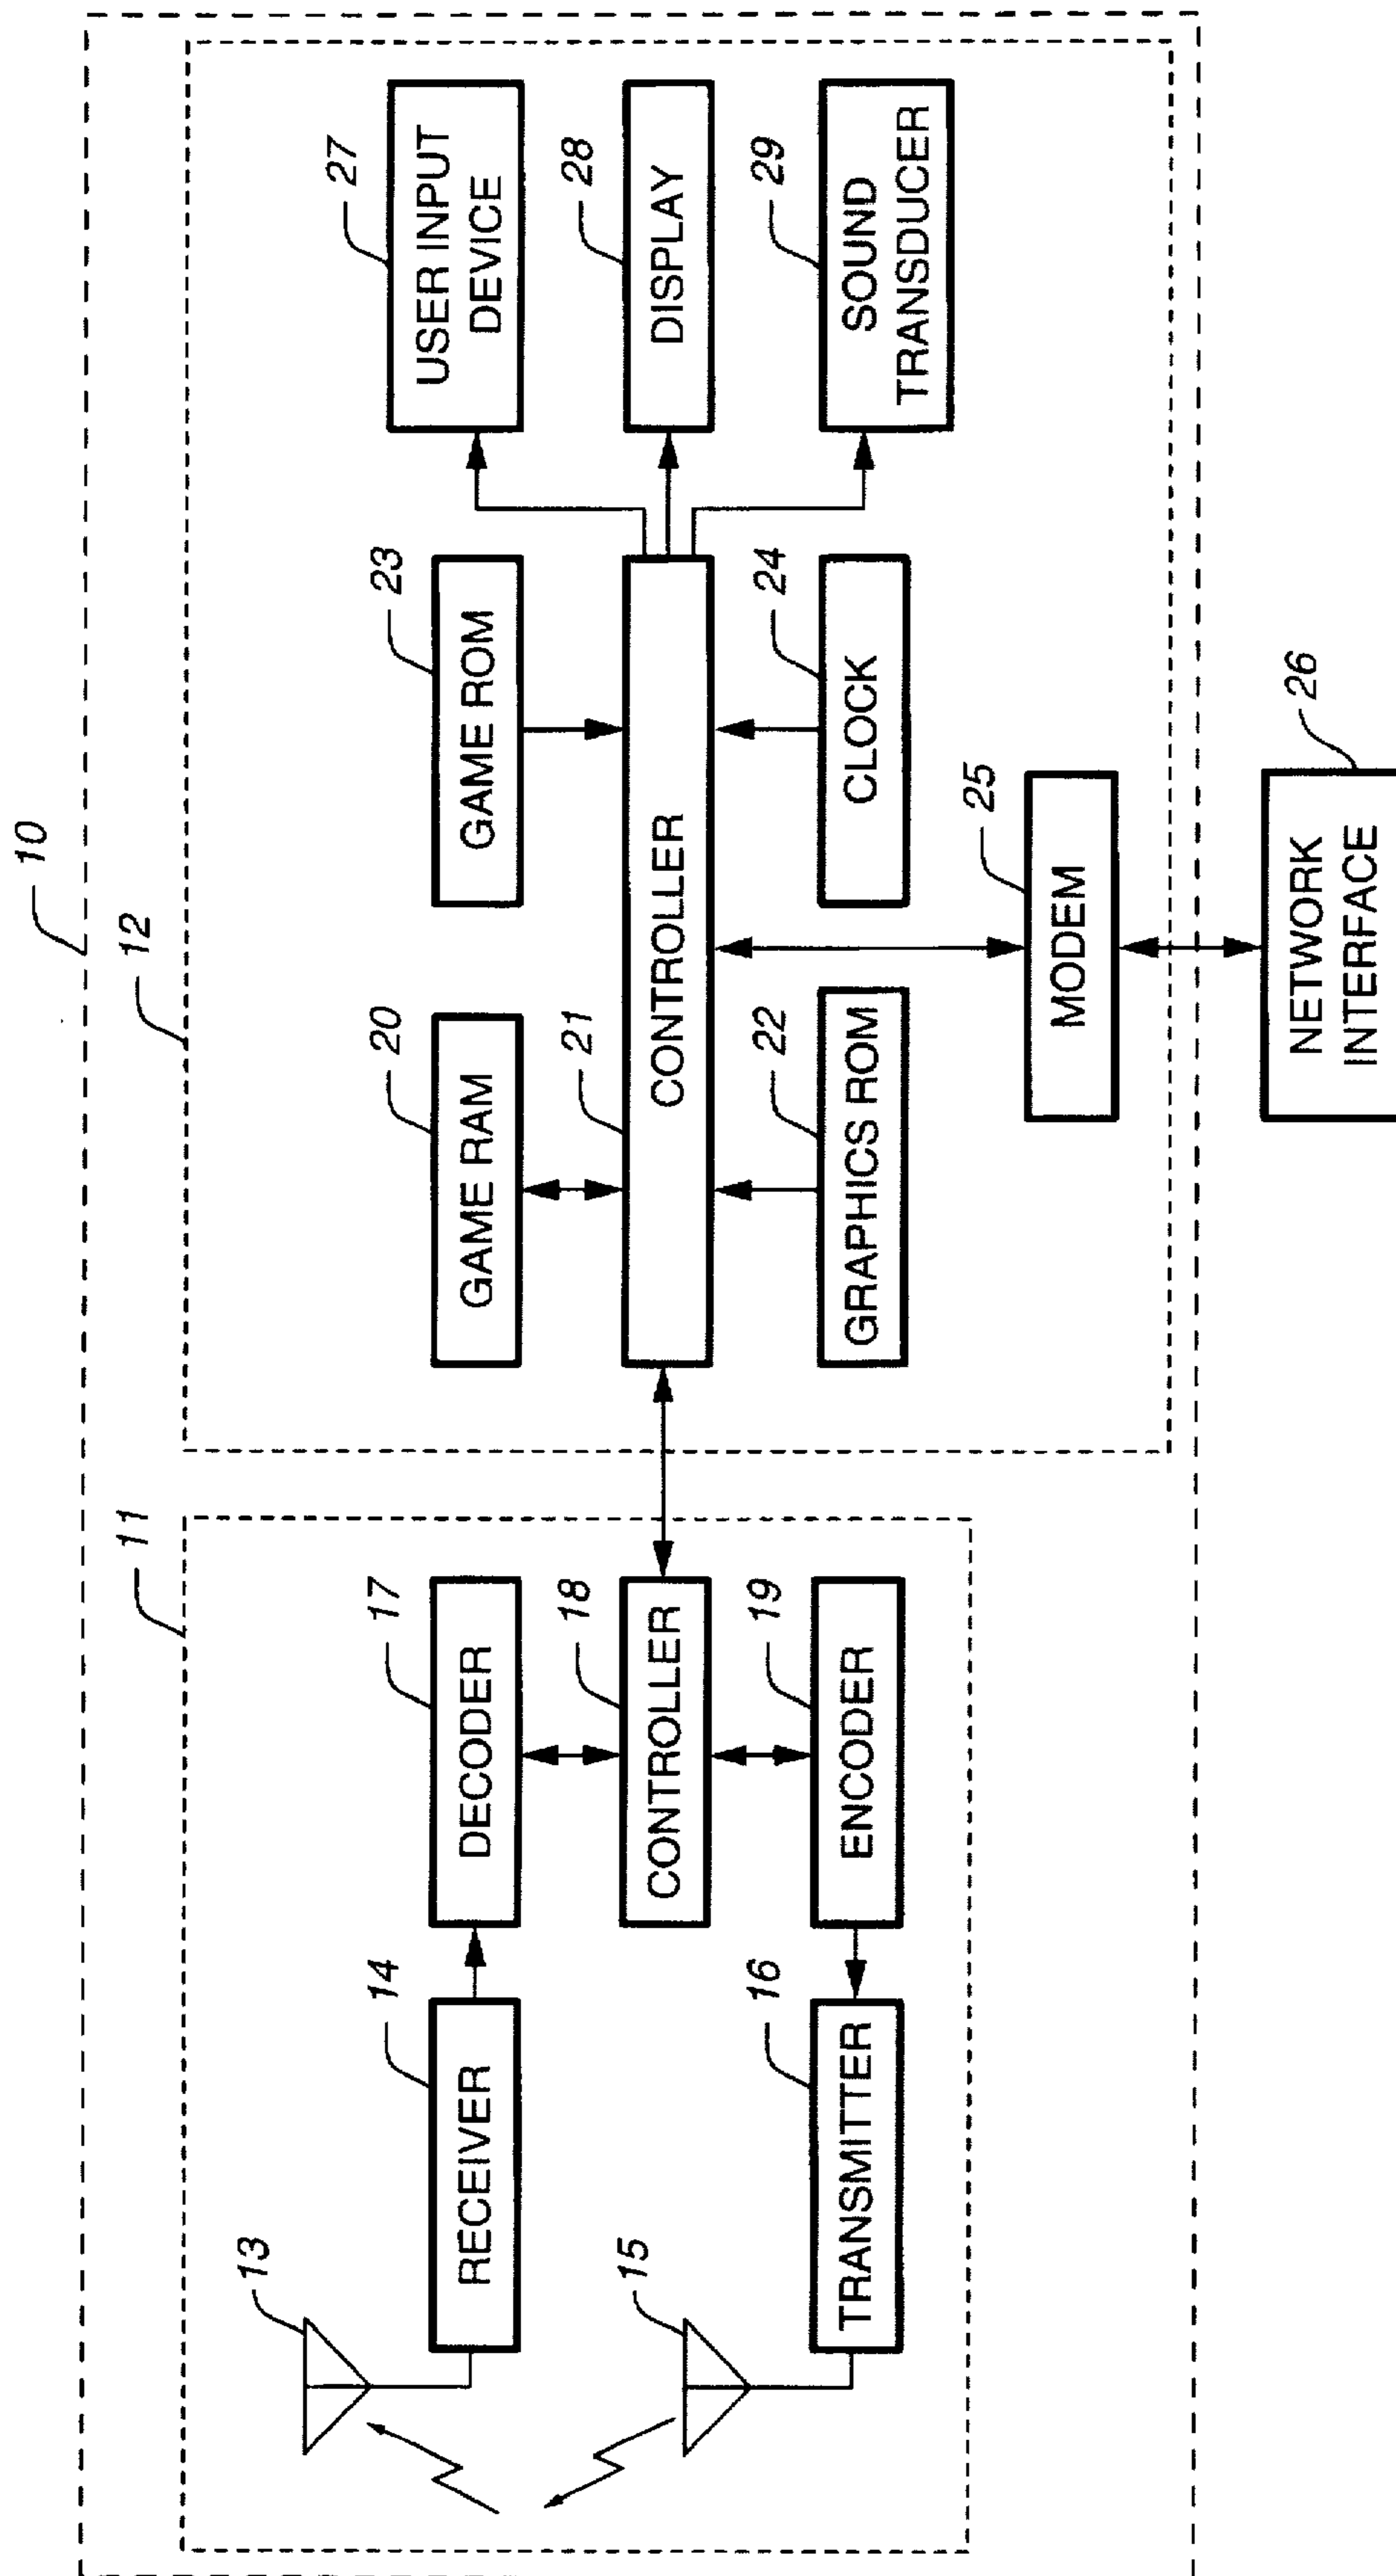 10
11
12
13
14
RECEIVER
17
DECODER
15
16
TRANSMITTER
18
CONTROLLER
19
ENCODER
20
GAME RAM
23
GAME ROM
21
CONTROLLER
22
GRAPHICS ROM
24
CLOCK
25
MODEM
27
USER INPUT
DEVICE
28
DISPLAY
29
SOUND
TRANSDUCER
26
NETWORK
INTERFACE